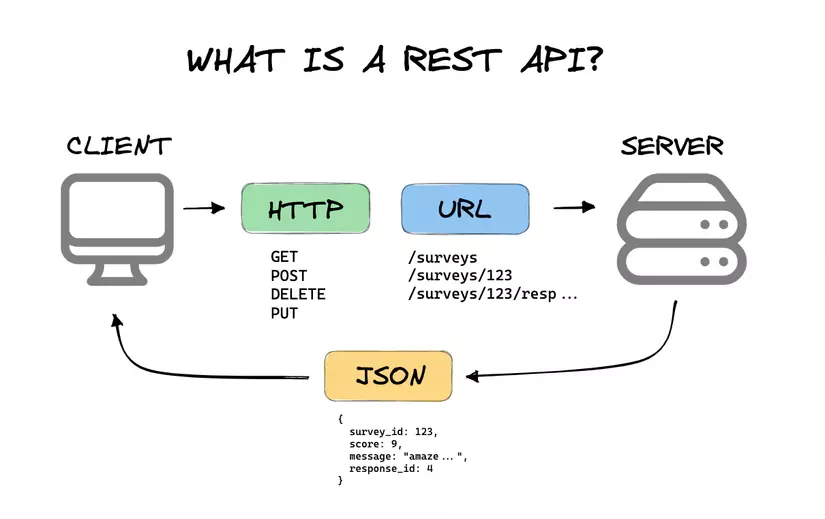 WHAT IS A REST API?
CLIENT
SERVER
HTTP
URL
GET
POST
DELETE
PUT
/surveys
/surveys/123
/surveys/123/resp...
JSON
{
survey_id: 123,
score: 9,
message: "amaze...",
response_id: 4
}